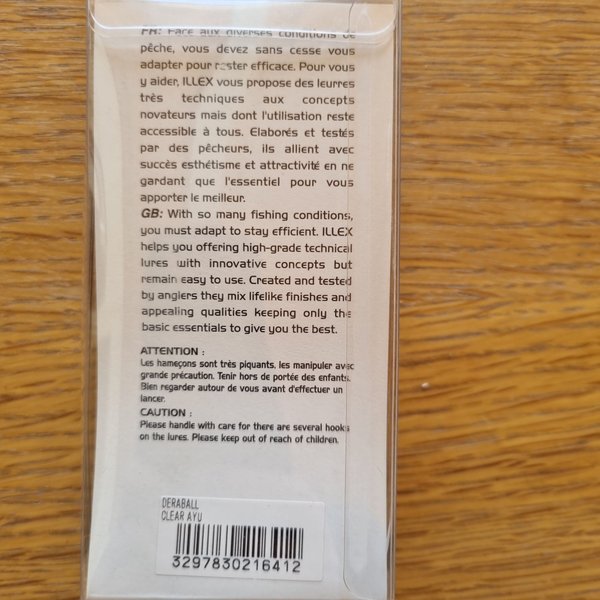 FR: Face aux diverses conditions de
pêche, vous devez sans cesse vous
adapter pour rester efficace. Pour vous
y aider, ILLEX vous propose des leurres
très techniques aux concepts
novateurs mais dont l'utilisation reste
accessible à tous. Elaborés et testés
par des pêcheurs, ils allient avec
succès esthétisme et attractivité en ne
gardant que l'essentiel pour vous
apporter le meilleur.
GB: With so many fishing conditions,
you must adapt to stay efficient. ILLEX
helps you offering high-grade technical
lures with innovative concepts but
remain easy to use. Created and tested
by anglers they mix lifelike finishes and
appealing qualities keeping only the
basic essentials to give you the best.
ATTENTION :
Les hameçons sont très piquants, les manipuler avec
grande précaution. Tenir hors de portée des enfants.
Bien regarder autour de vous avant d'effectuer un
lancer.
CAUTION :
Please handle with care for there are several hooks
on the lures. Please keep out of reach of children.
DERABALL
CLEAR AYU
3297830216412